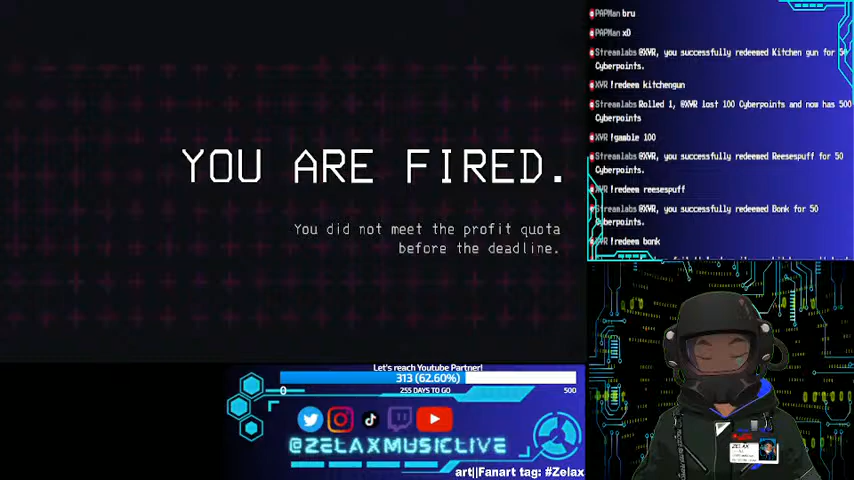 YOU ARE FIRED.
You did not meet the profit quota
before the deadline.
PAPMan bru
PAPMan xD
Streamlabs @XVR, you successfully redeemed Kitchen gun for 50
Cyberpoints.
XVR !redeem kitchengun
Streamlabs Rolled 1, @XVR lost 100 Cyberpoints and now has 500
Cyberpoints
XVR !gamble 100
Streamlabs @XVR, you successfully redeemed Reesespuff for 50
Cyberpoints.
XVR !redeem reesespuff
Streamlabs @XVR, you successfully redeemed Bonk for 50
Cyberpoints.
XVR !redeem bonk
Let's reach Youtube Partner!
313 (62.60%)
0
255 DAYS TO GO
500
@ZELAXMUSICLIVE
art||Fanart tag: #Zelax
ZELAX